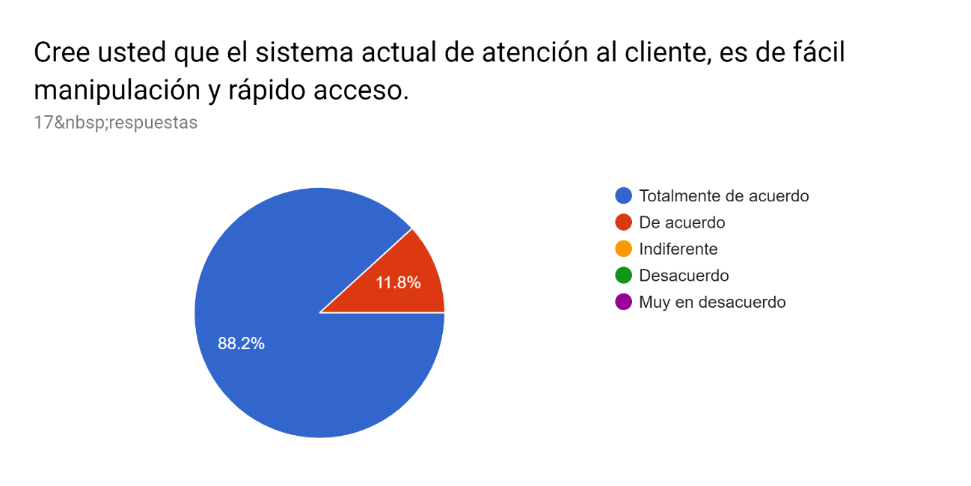 Cree usted que el sistema actual de atención al cliente, es de fácil
manipulación y rápido acceso.
17&nbsp;respuestas
Totalmente de acuerdo
De acuerdo
Indiferente
Desacuerdo
Muy en desacuerdo
11.8%
88.2%